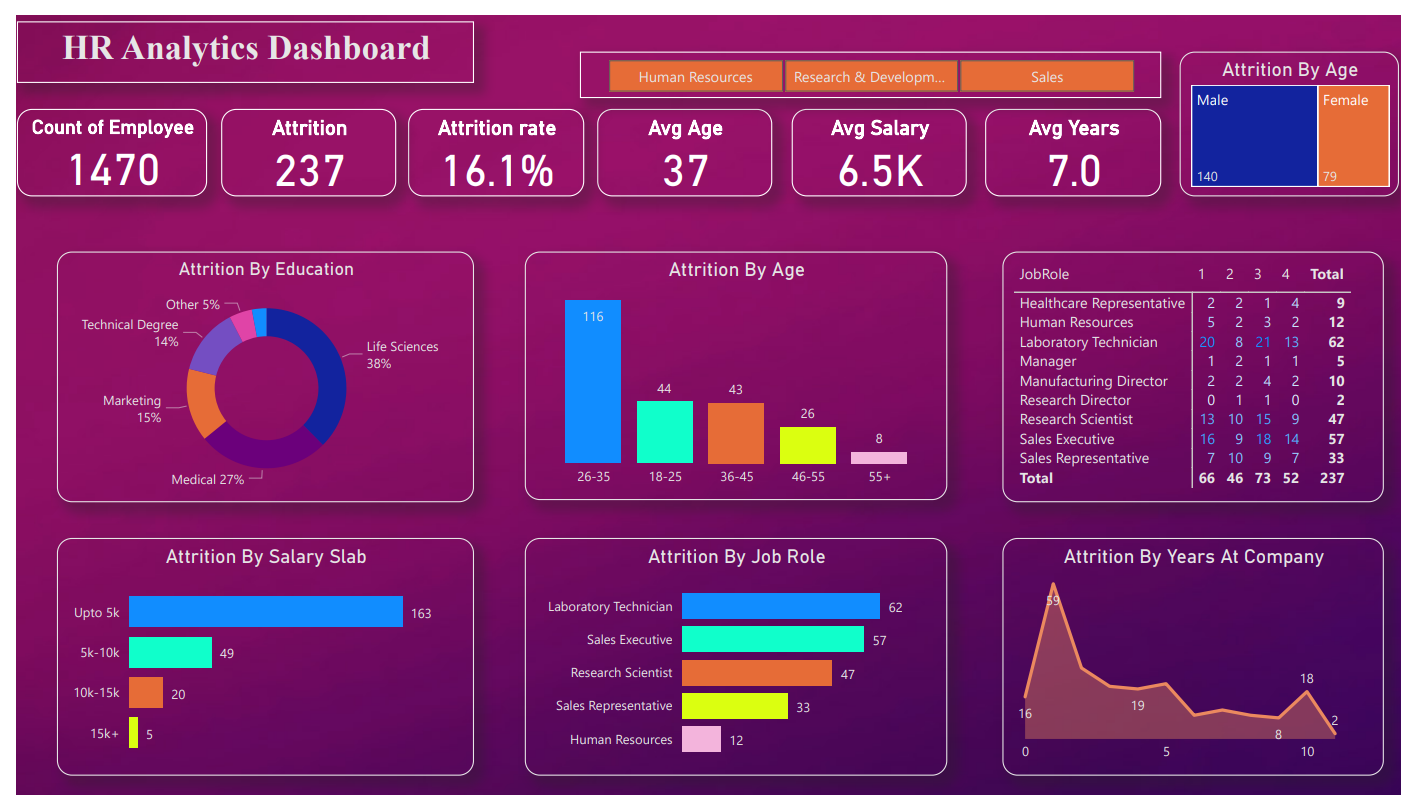 HR Analytics Dashboard
Human Resources
Research & Developm...
Sales
Attrition By Age
Male
Female
140
79
Count of Employee
1470
Attrition
237
Attrition rate
16.1%
Avg Age
37
Avg Salary
6.5K
Avg Years
7.0
Attrition By Education
Other 5%
Technical Degree
14%
Life Sciences
38%
Marketing
15%
Medical 27%
Attrition By Age
116
44
43
26
8
26-35
18-25
36-45
46-55
55+
JobRole 1 2 3 4 Total
Healthcare Representative 2 2 1 4 9
Human Resources 5 2 3 2 12
Laboratory Technician 20 8 21 13 62
Manager 1 2 1 1 5
Manufacturing Director 2 2 4 2 10
Research Director 0 1 1 0 2
Research Scientist 13 10 15 9 47
Sales Executive 16 9 18 14 57
Sales Representative 7 10 9 7 33
Total 66 46 73 52 237
Attrition By Salary Slab
Upto 5k 163
5k-10k 49
10k-15k 20
15k+ 5
Attrition By Job Role
Laboratory Technician 62
Sales Executive 57
Research Scientist 47
Sales Representative 33
Human Resources 12
Attrition By Years At Company
59
18
16
19
2
8
0 5 10